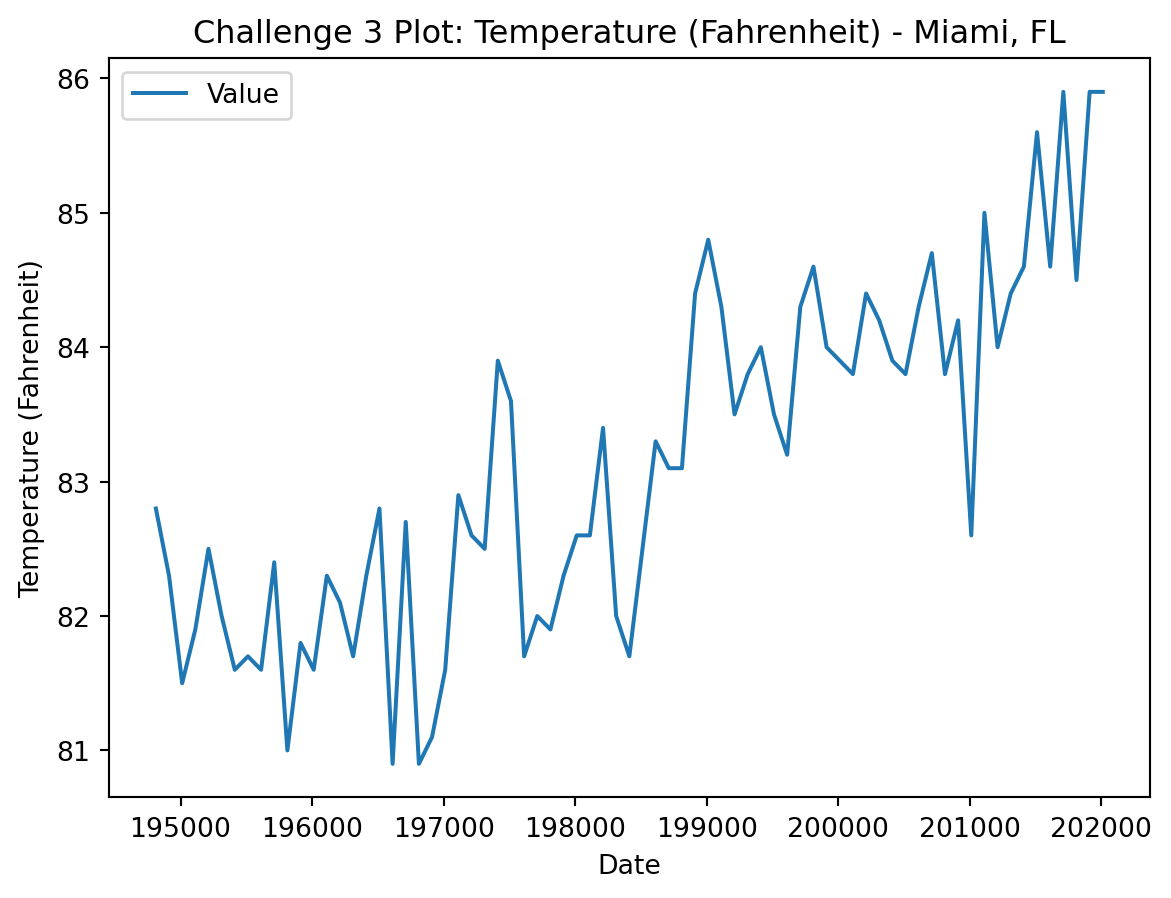 Challenge 3 Plot: Temperature (Fahrenheit) - Miami, FL
Value
86
85
84
83
82
81
Temperature (Fahrenheit)
195000 196000 197000 198000 199000 200000 201000 202000
Date